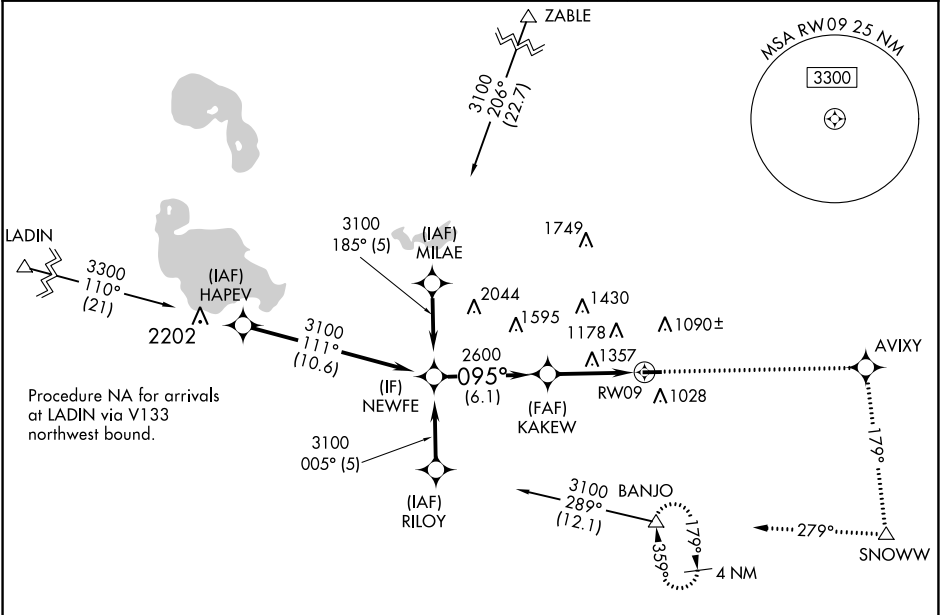 ZABLE
3100
206°
(22.7)
MSA RW09 25 NM
3300
LADIN
3300
110°
(21)
(IAF)
HAPEV
2202
3100
111°
(10.6)
3100
185° (5)
(IAF)
MILAE
1749
2044
1595
1430
1178
1090±
1357
2600
095°
(6.1)
(IF)
NEWFE
(FAF)
KAKEW
RW09
1028
AVIXY
Procedure NA for arrivals
at LADIN via V133
northwest bound.
3100
005° (5)
(IAF)
RILOY
3100
289°
(12.1)
BANJO
179°
359°
4 NM
179°
279°
SNOWW